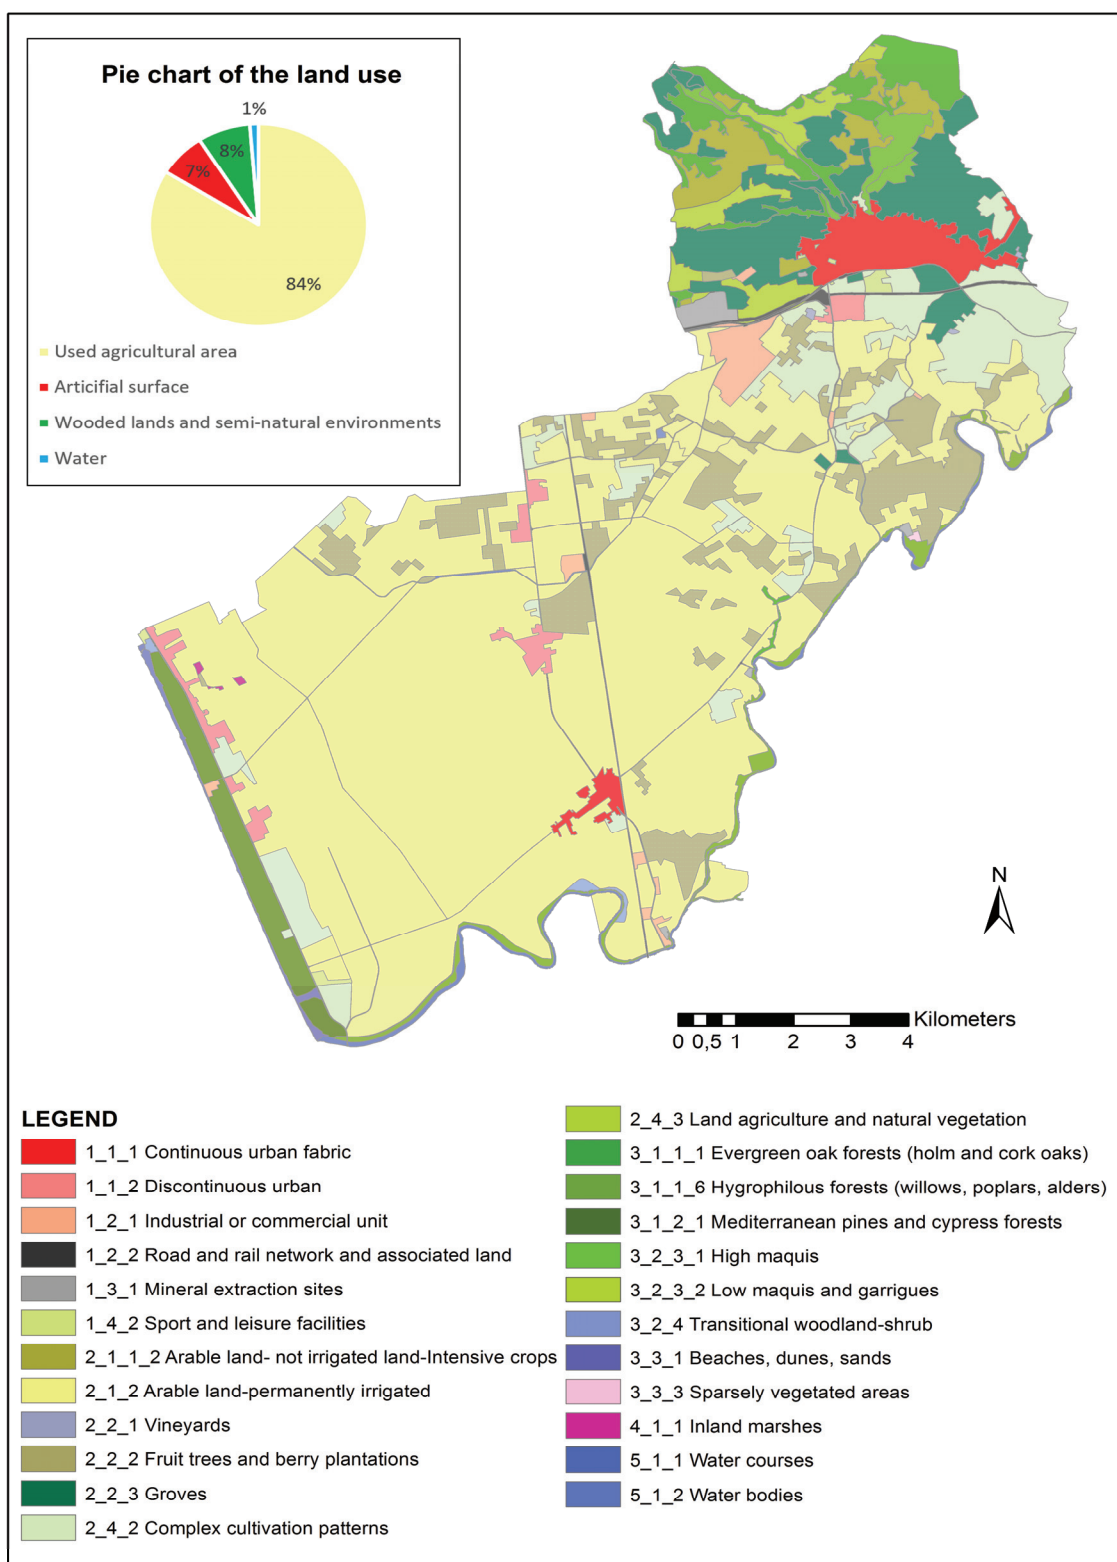 Pie chart of the land use
1%
8%
7%
84%
Used agricultural area
Articifial surface
Wooded lands and semi-natural environments
Water
N
Kilometers
0 0,5 1 2 3 4
LEGEND
1_1_1 Continuous urban fabric
1_1_2 Discontinuous urban
1_2_1 Industrial or commercial unit
1_2_2 Road and rail network and associated land
1_3_1 Mineral extraction sites
1_4_2 Sport and leisure facilities
2_1_1_2 Arable land- not irrigated land-Intensive crops
2_1_2 Arable land-permanently irrigated
2_2_1 Vineyards
2_2_2 Fruit trees and berry plantations
2_2_3 Groves
2_4_2 Complex cultivation patterns
2_4_3 Land agriculture and natural vegetation
3_1_1_1 Evergreen oak forests (holm and cork oaks)
3_1_1_6 Hygrophilous forests (willows, poplars, alders)
3_1_2_1 Mediterranean pines and cypress forests
3_2_3_1 High maquis
3_2_3_2 Low maquis and garrigues
3_2_4 Transitional woodland-shrub
3_3_1 Beaches, dunes, sands
3_3_3 Sparsely vegetated areas
4_1_1 Inland marshes
5_1_1 Water courses
5_1_2 Water bodies